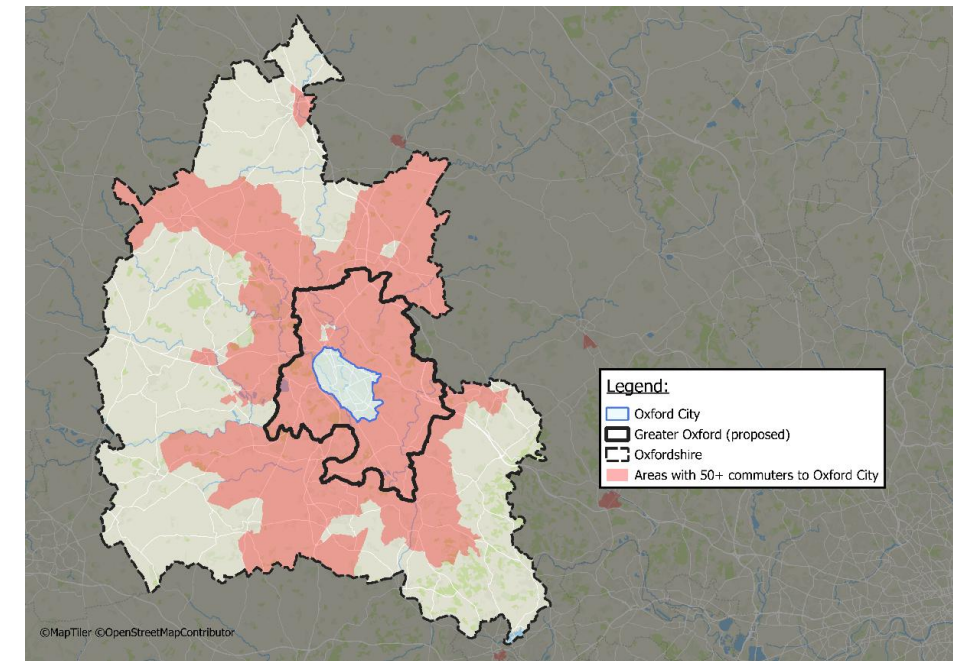 Legend:
Oxford City
Greater Oxford (proposed)
Oxfordshire
Areas with 50+ commuters to Oxford City
©MapTiler ©OpenStreetMapContributor